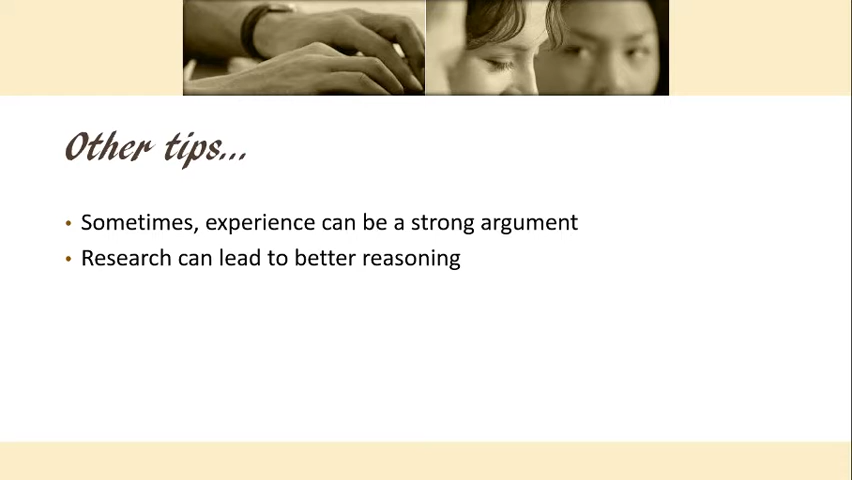 Other tips...
• Sometimes, experience can be a strong argument
• Research can lead to better reasoning